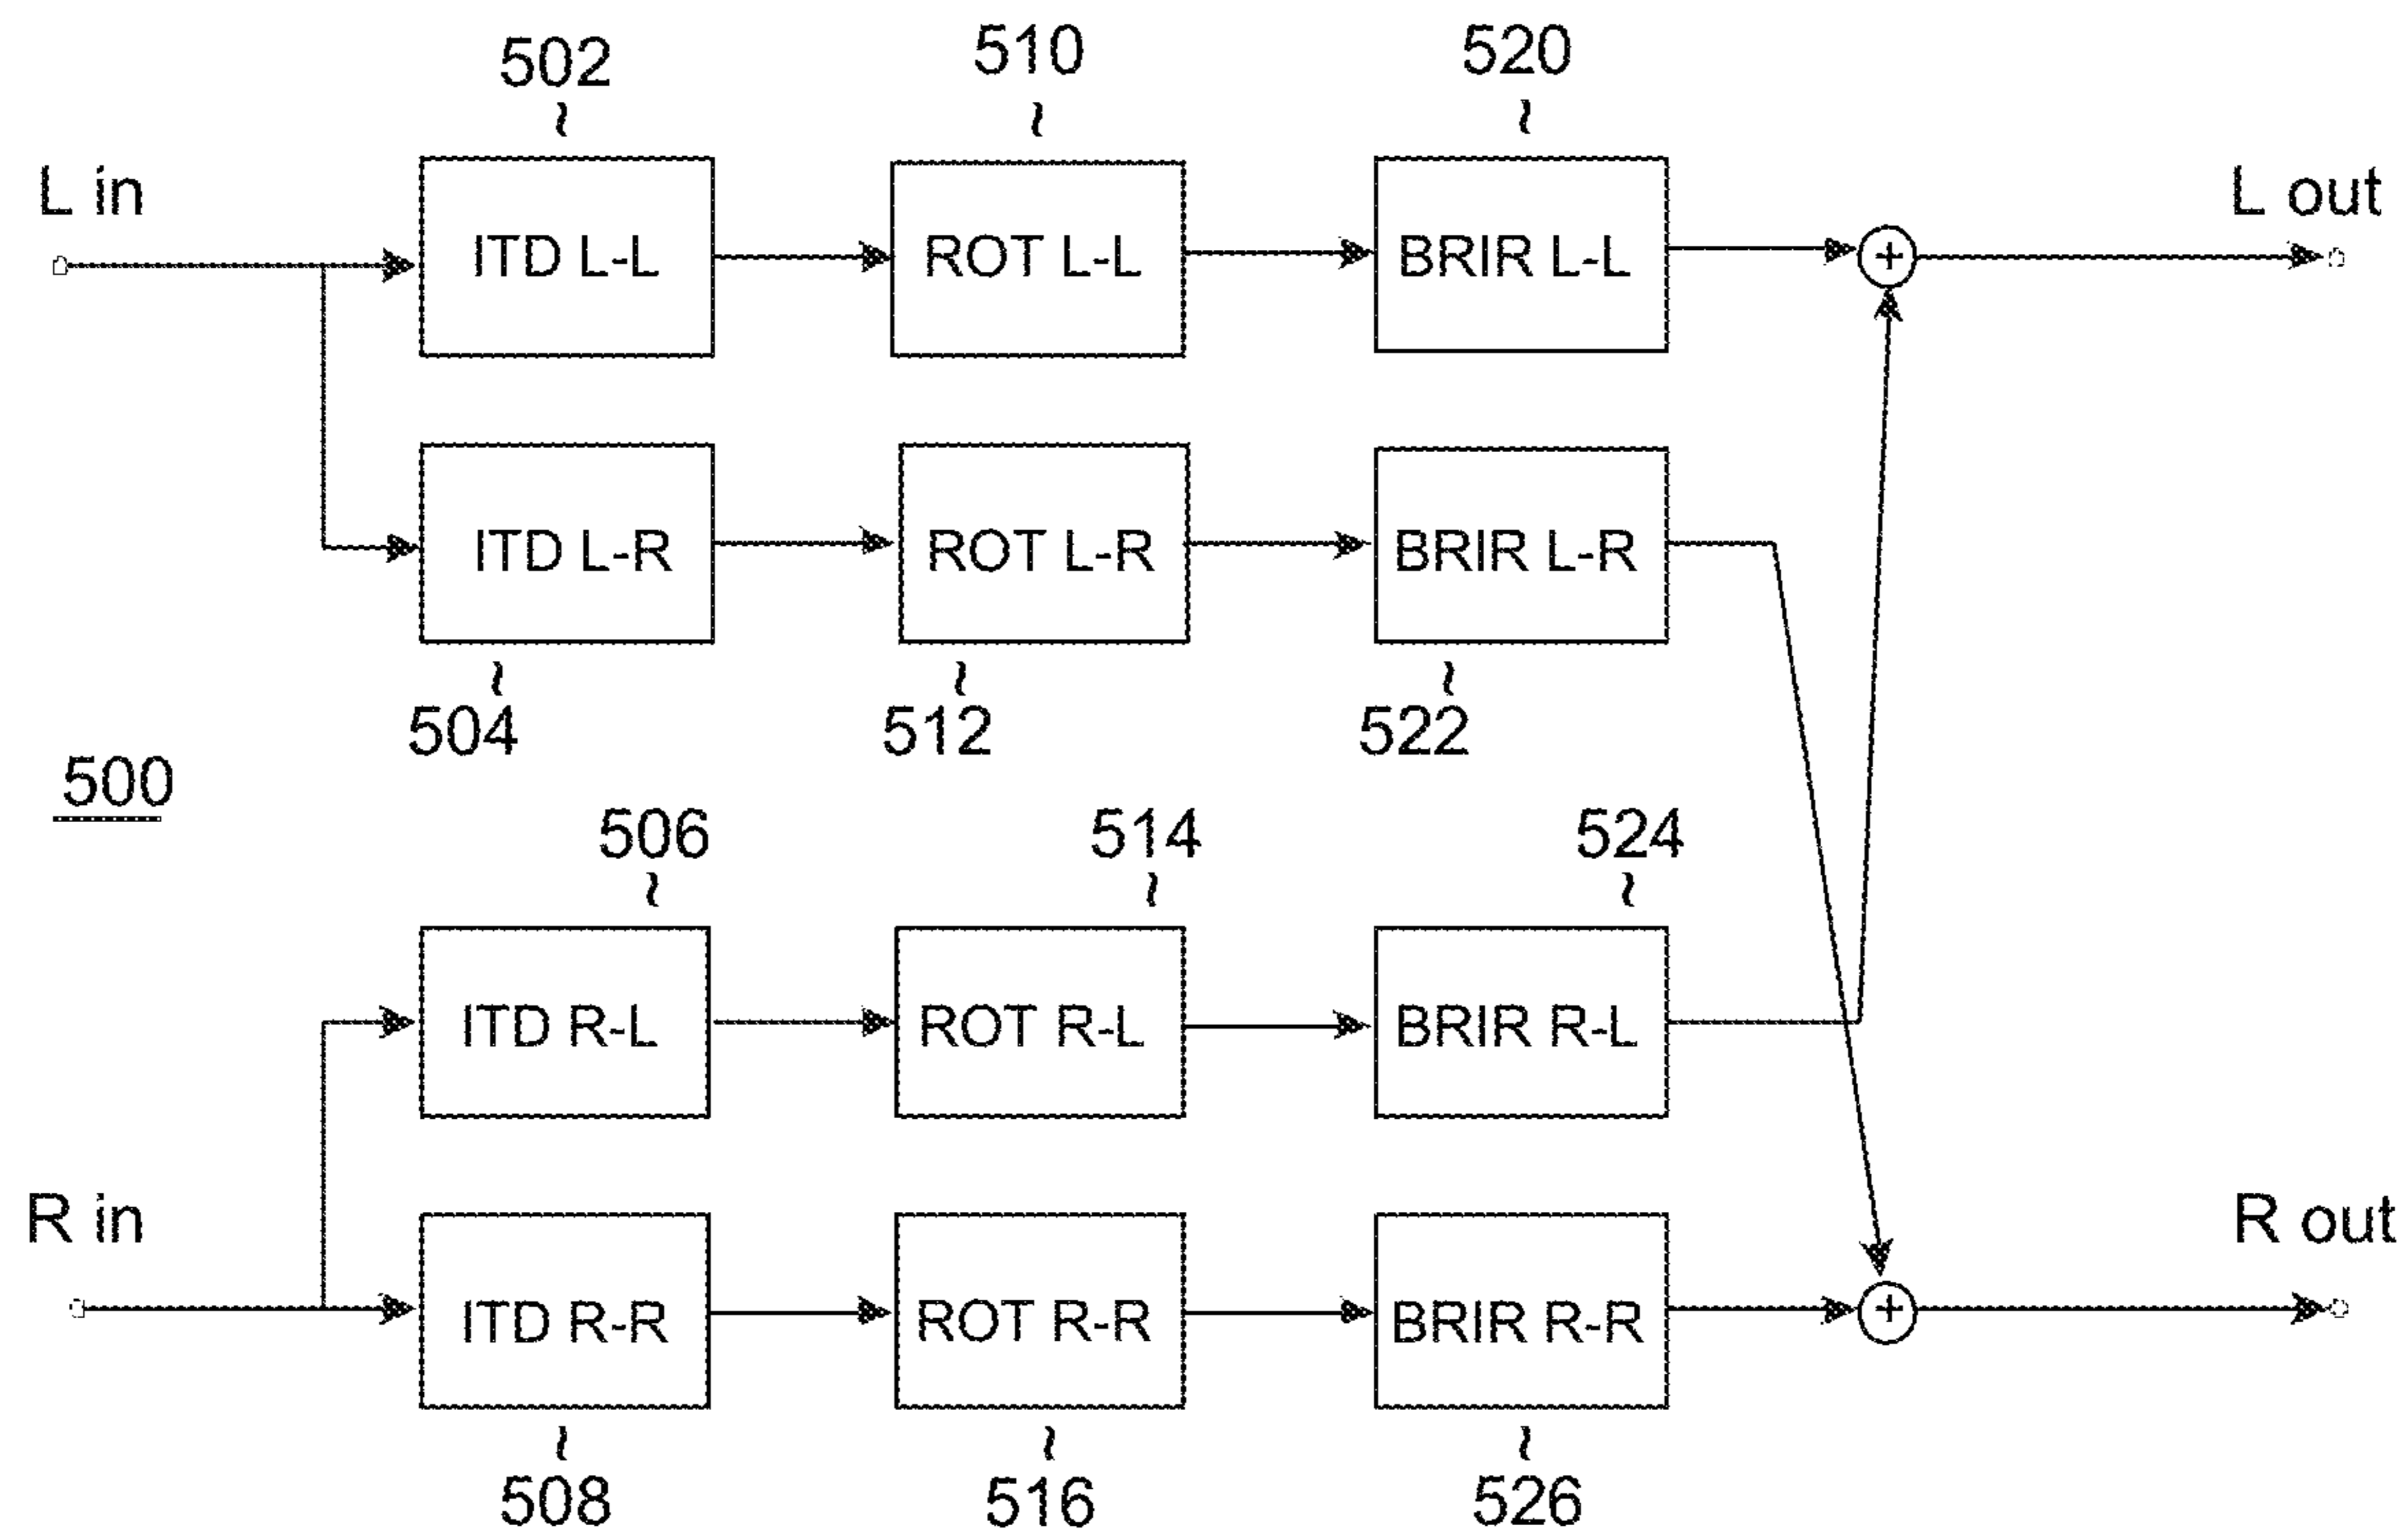 502 510 520
L in L out
ITD L-L ROT L-L BRIR L-L +
ITD L-R ROT L-R BRIR L-R
504 512 522
500
506 514 524
ITD R-L ROT R-L BRIR R-L
R in R out
ITD R-R ROT R-R BRIR R-R +
508 516 526